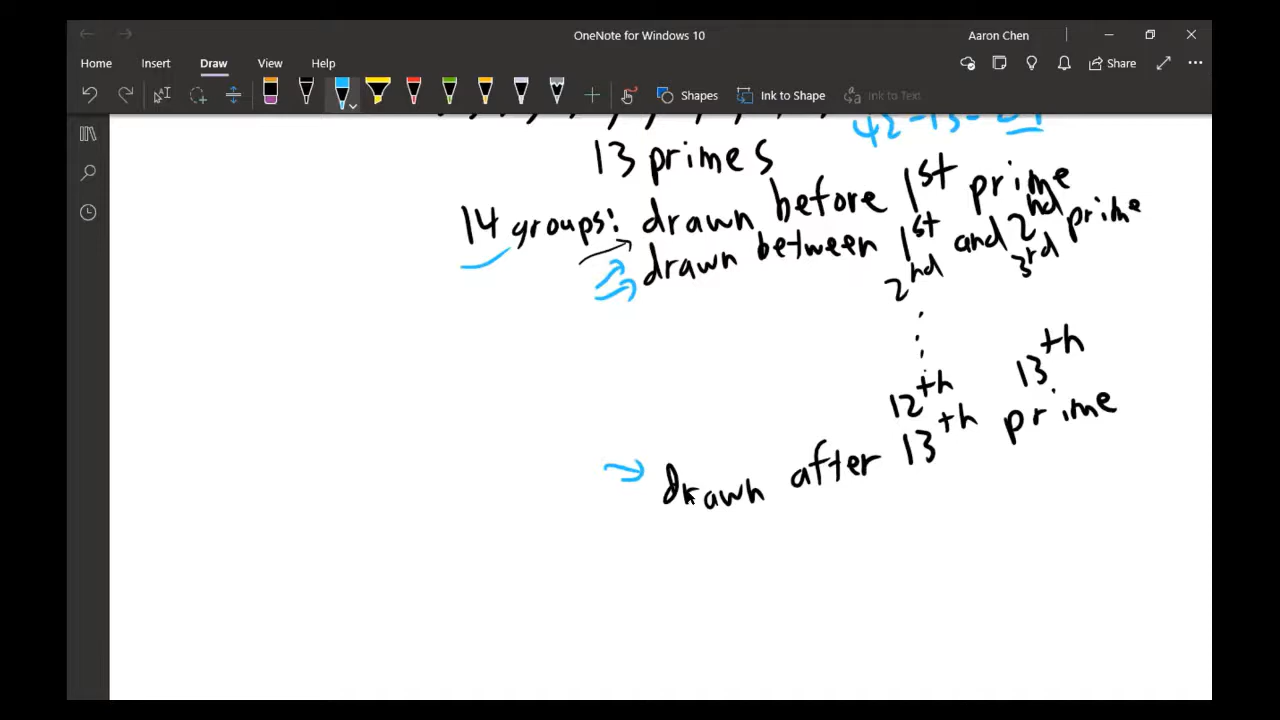 OneNote for Windows 10
Aaron Chen
Home Insert Draw View Help
Share
Shapes Ink to Shape Ink to Text
42-13=
13 primes
14 groups: drawn before 1st prime
drawn between 1st and 2nd prime
2nd 3rd
12th 13th
drawn after 13th prime